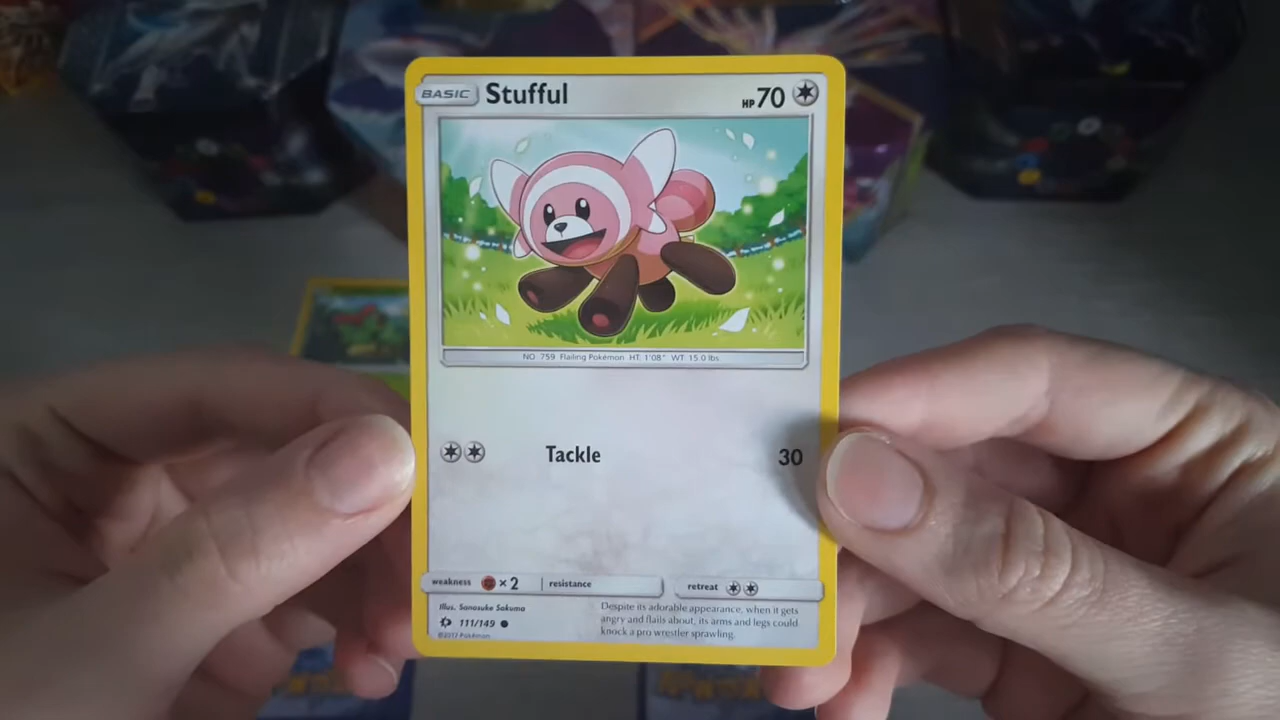 BASIC Stufful HP 70
NO. 759 Flailing Pokémon HT: 1'08" WT: 15.0 lbs.
Tackle 30
weakness × 2 resistance retreat
Illus. Sanosuke Sakuma
111/149
©2017 Pokémon
Despite its adorable appearance, when it gets
angry and flails about, its arms and legs could
knock a pro wrestler sprawling.